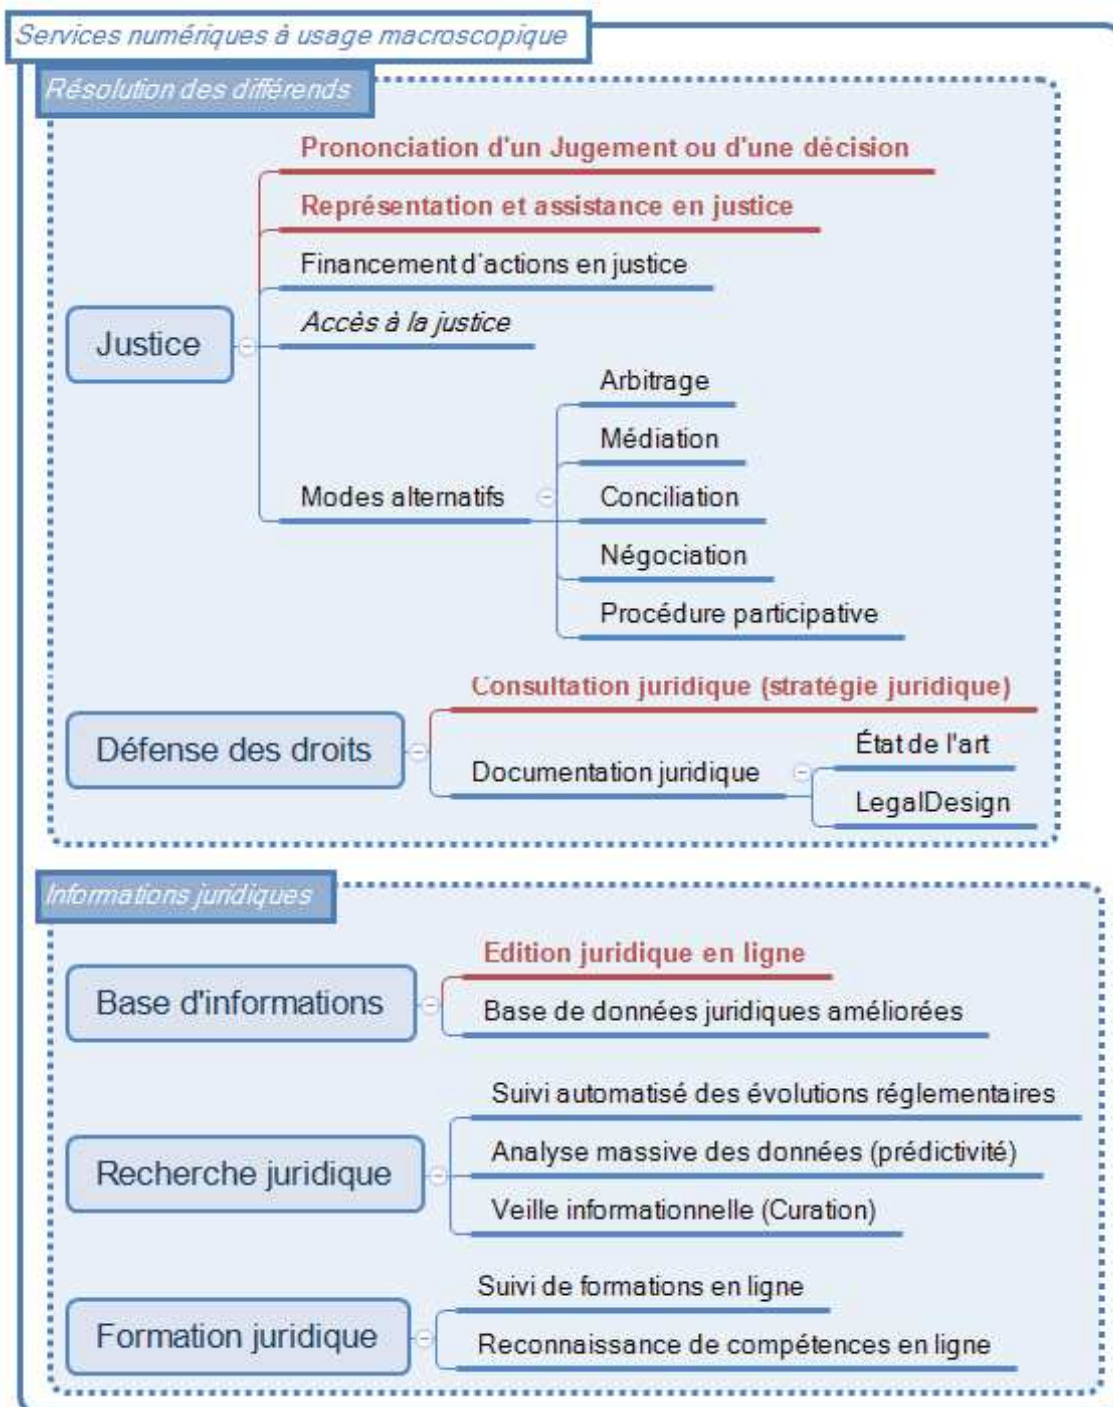 Services numériques à usage macroscopique
Résolution des différends
Prononciation d'un Jugement ou d'une décision
Représentation et assistance en justice
Financement d'actions en justice
Accès à la justice
Justice
Arbitrage
Médiation
Modes alternatifs
Conciliation
Négociation
Procédure participative
Consultation juridique (stratégie juridique)
Défense des droits
État de l'art
Documentation juridique
LegalDesign
Informations juridiques
Edition juridique en ligne
Base d'informations
Base de données juridiques améliorées
Suivi automatisé des évolutions réglementaires
Analyse massive des données (prédictivité)
Recherche juridique
Veille informationnelle (Curation)
Suivi de formations en ligne
Formation juridique
Reconnaissance de compétences en ligne